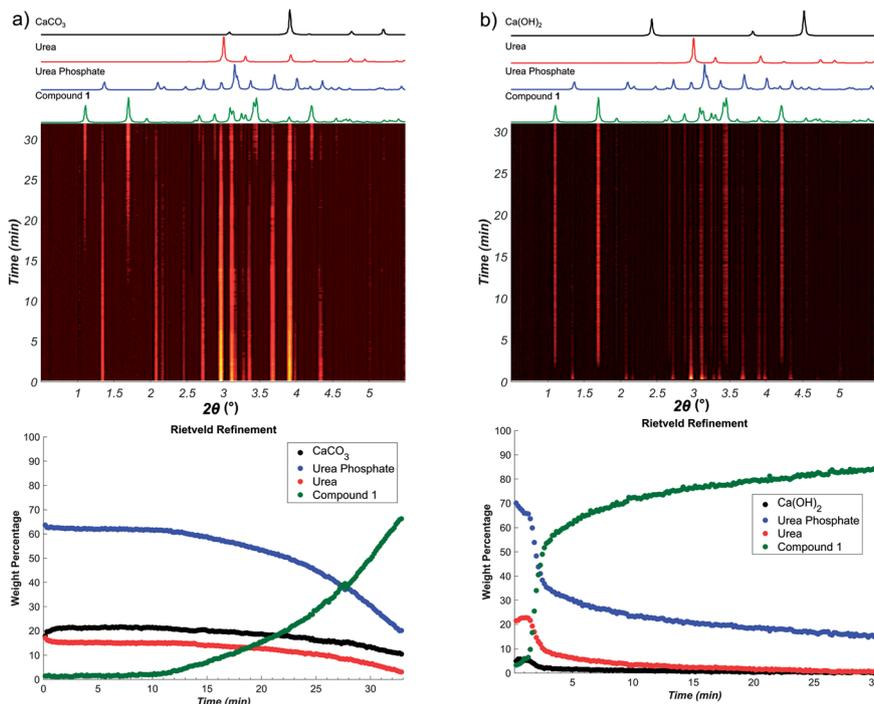 a)
CaCO3
Urea
Urea Phosphate
Compound 1
Time (min)
30
25
20
15
10
5
0
1 1.5 2 2.5 3 3.5 4 4.5 5
2θ (°)
Rietveld Refinement
Weight Percentage
100
90
80
70
60
50
40
30
20
10
0
CaCO3
Urea Phosphate
Urea
Compound 1
0 5 10 15 20 25 30
Time (min)
b)
Ca(OH)2
Urea
Urea Phosphate
Compound 1
Time (min)
30
25
20
15
10
5
0
1 1.5 2 2.5 3 3.5 4 4.5 5
2θ (°)
Rietveld Refinement
Weight Percentage
100
90
80
70
60
50
40
30
20
10
0
Ca(OH)2
Urea Phosphate
Urea
Compound 1
5 10 15 20 25 30
Time (min)